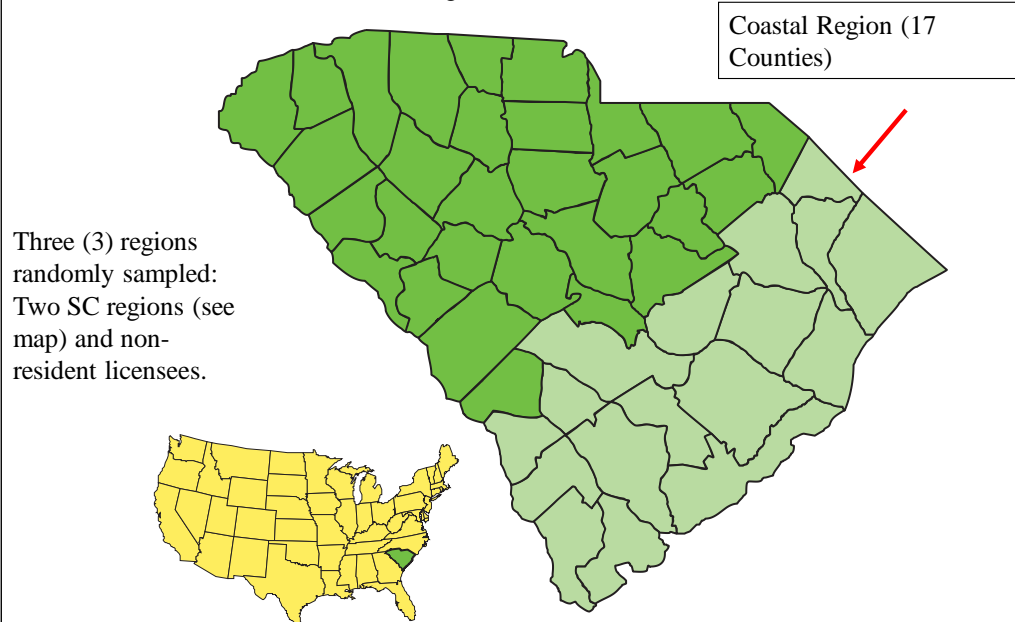 Coastal Region (17
Counties)
Three (3) regions
randomly sampled:
Two SC regions (see
map) and non-
resident licensees.